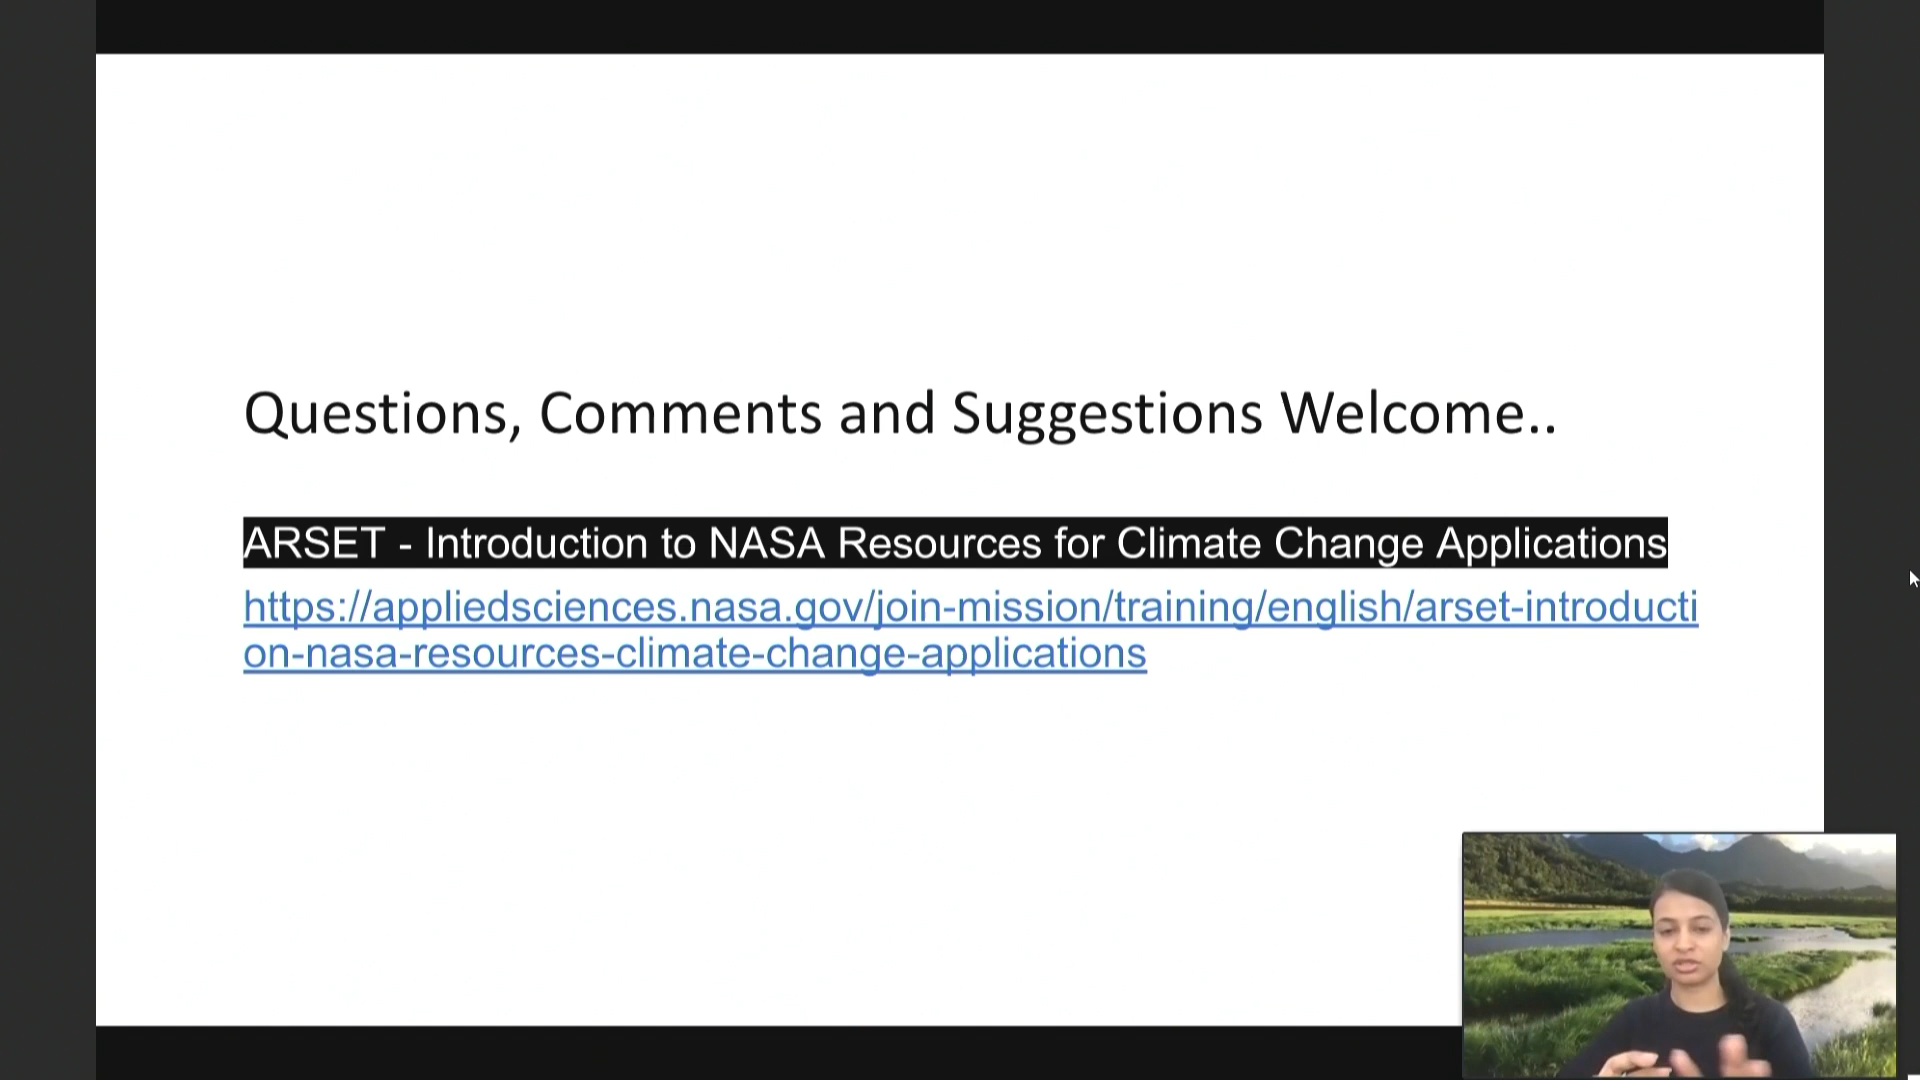 Questions, Comments and Suggestions Welcome..
ARSET - Introduction to NASA Resources for Climate Change Applications
https://appliedsciences.nasa.gov/join-mission/training/english/arset-introducti
on-nasa-resources-climate-change-applications